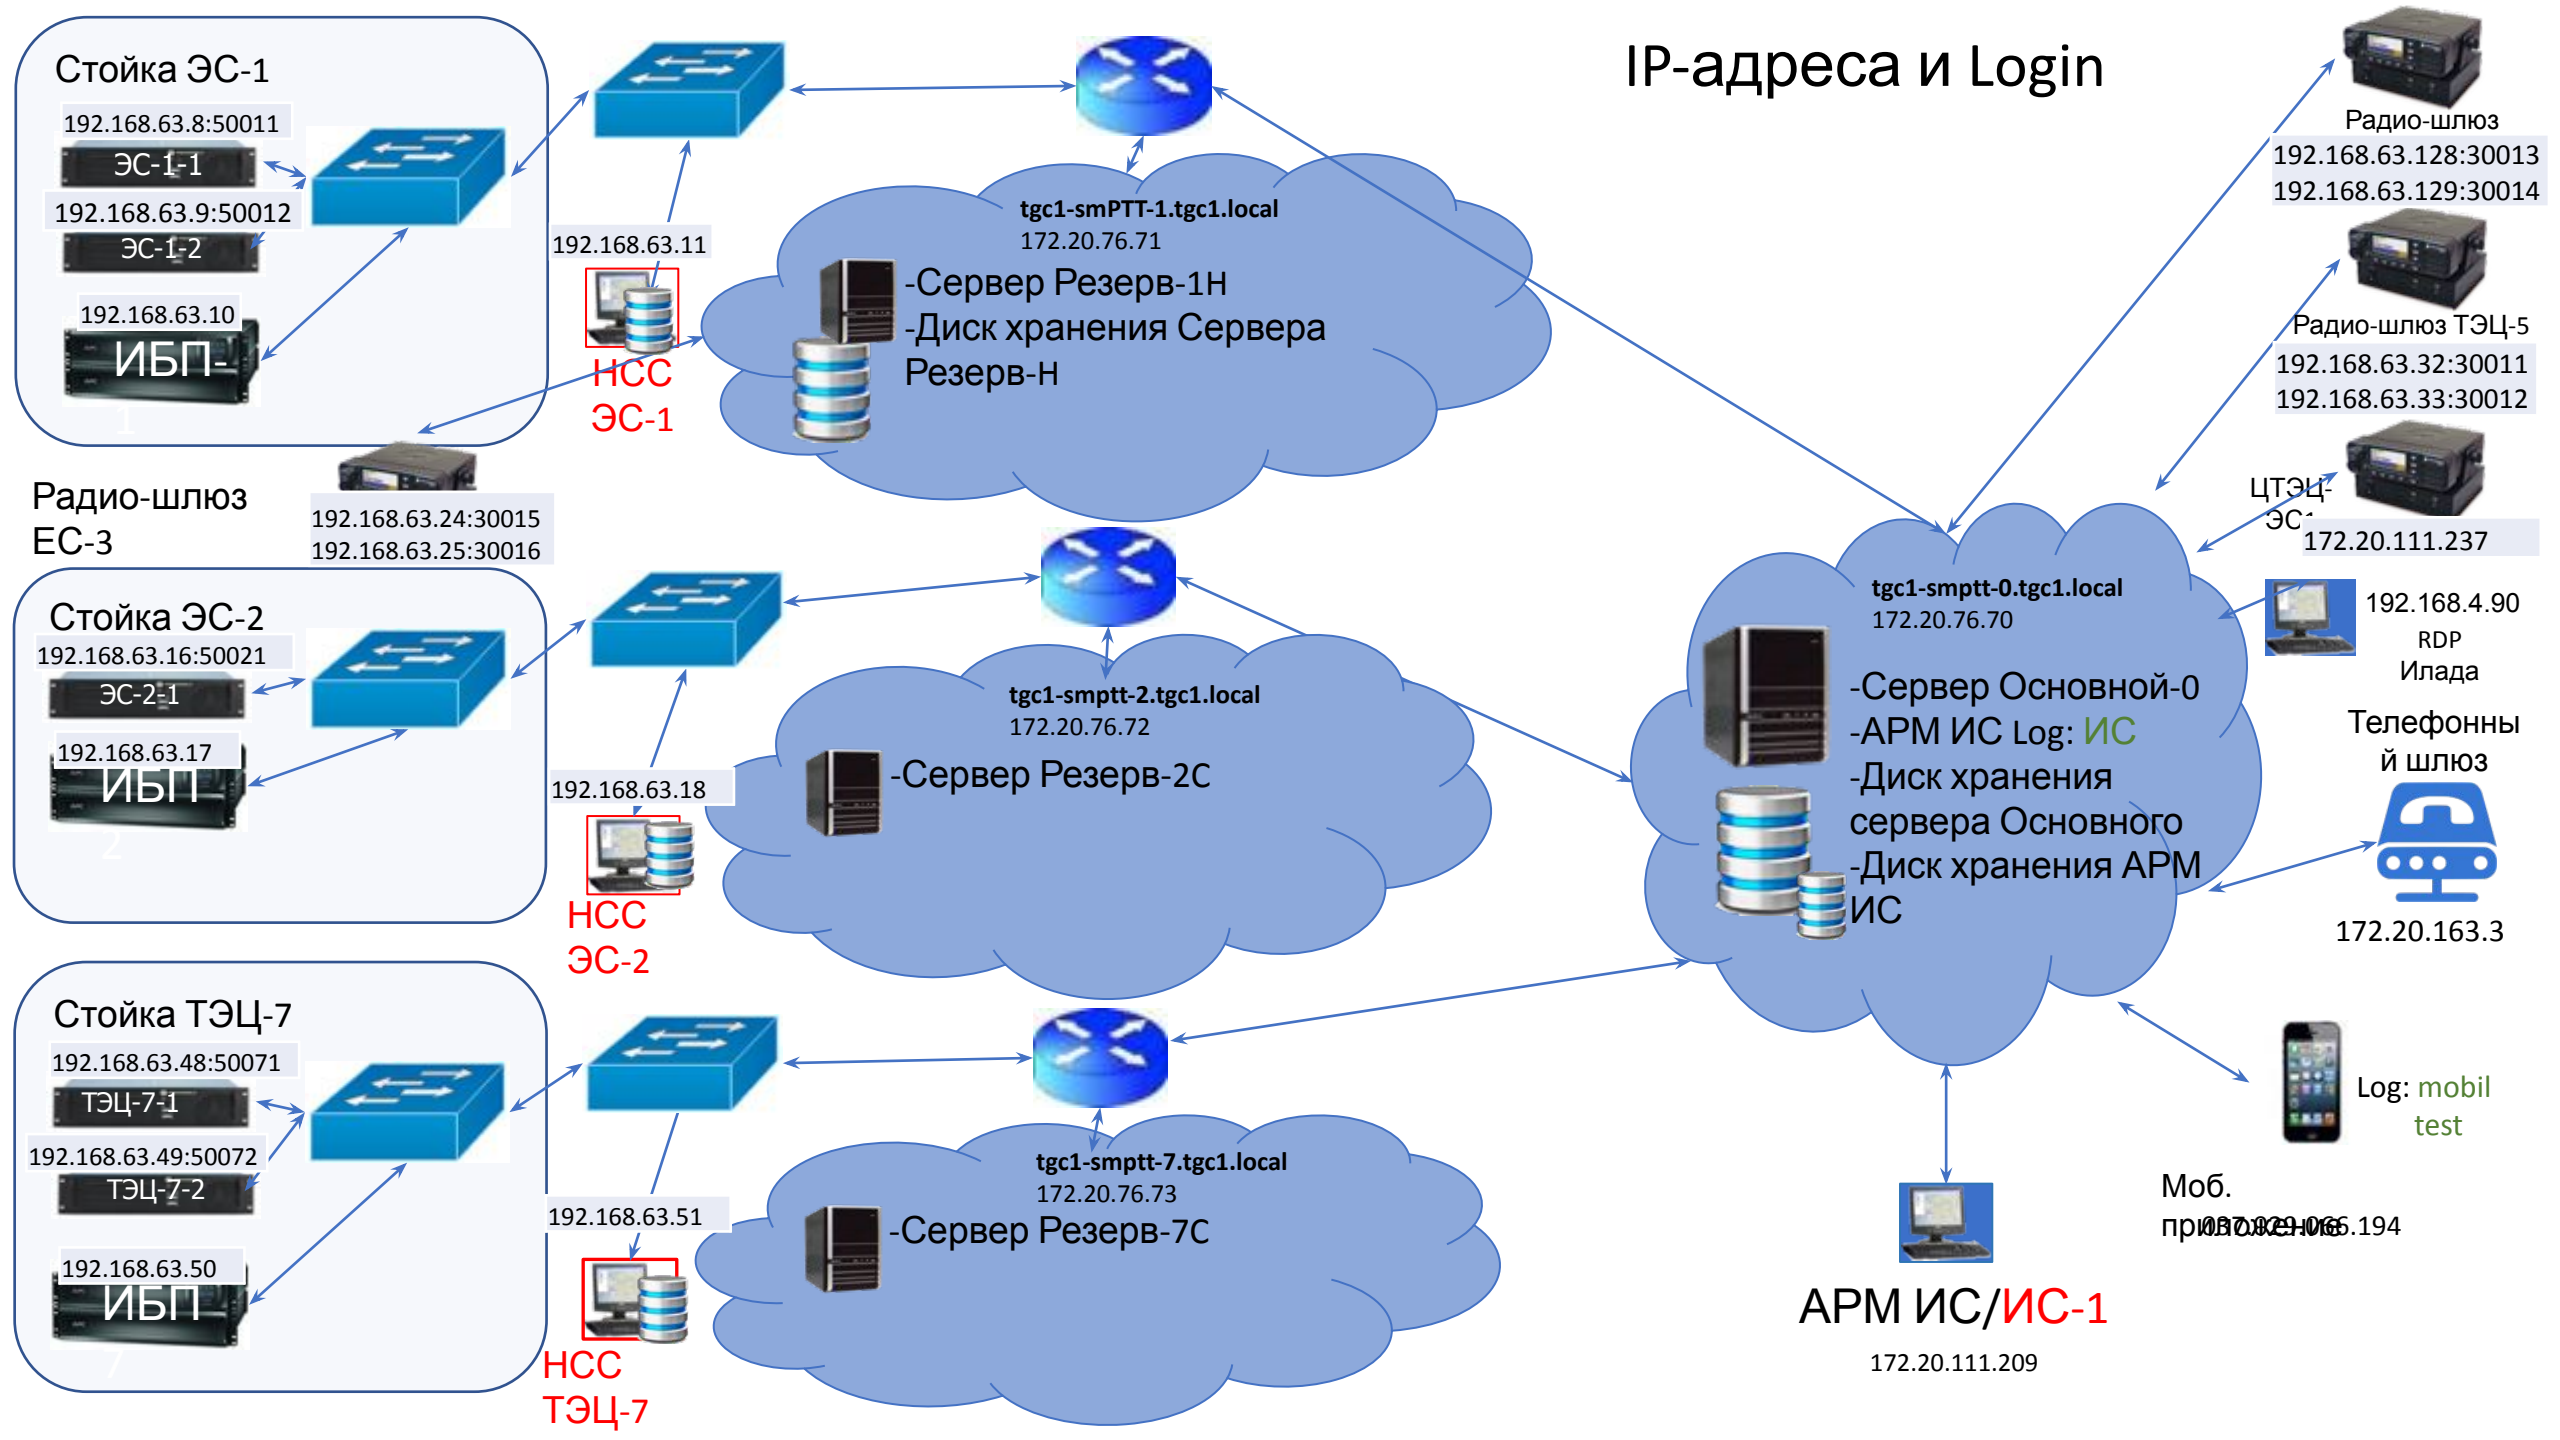 IP-адреса и Login
Стойка ЭС-1
192.168.63.8:50011
ЭС-1-1
192.168.63.9:50012
ЭС-1-2
192.168.63.10
ИБП-
1
192.168.63.11
НСС
ЭС-1
tgc1-smPTT-1.tgc1.local
172.20.76.71
-Сервер Резерв-1Н
-Диск хранения Сервера
Резерв-Н
Радио-шлюз
ЕС-3
192.168.63.24:30015
192.168.63.25:30016
Стойка ЭС-2
192.168.63.16:50021
ЭС-2-1
192.168.63.17
ИБП
2
192.168.63.18
НСС
ЭС-2
tgc1-smptt-2.tgc1.local
172.20.76.72
-Сервер Резерв-2С
Стойка ТЭЦ-7
192.168.63.48:50071
ТЭЦ-7-1
192.168.63.49:50072
ТЭЦ-7-2
192.168.63.50
ИБП
7
192.168.63.51
НСС
ТЭЦ-7
tgc1-smptt-7.tgc1.local
172.20.76.73
-Сервер Резерв-7С
tgc1-smptt-0.tgc1.local
172.20.76.70
-Сервер Основной-0
-АРМ ИС Log: ИС
-Диск хранения
сервера Основного
-Диск хранения АРМ
ИС
Радио-шлюз
192.168.63.128:30013
192.168.63.129:30014
Радио-шлюз ТЭЦ-5
192.168.63.32:30011
192.168.63.33:30012
ЦТЭЦ-
ЭС1
172.20.111.237
192.168.4.90
RDP
Илада
Телефонны
й шлюз
172.20.163.3
Log: mobil
test
Моб.
приложение
АРМ ИС/ИС-1
172.20.111.209